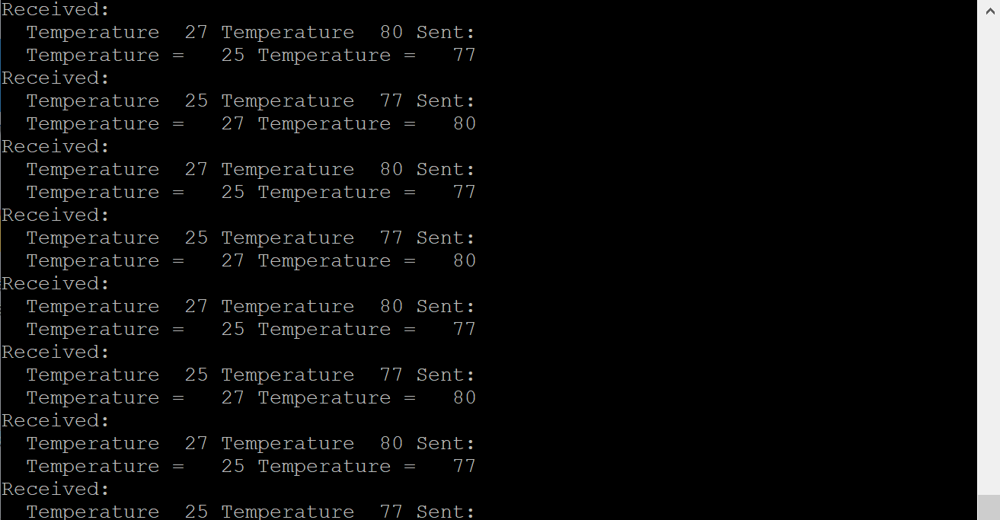 Received:
  Temperature  27 Temperature  80 Sent:
  Temperature =   25 Temperature =   77
Received:
  Temperature  25 Temperature  77 Sent:
  Temperature =   27 Temperature =   80
Received:
  Temperature  27 Temperature  80 Sent:
  Temperature =   25 Temperature =   77
Received:
  Temperature  25 Temperature  77 Sent:
  Temperature =   27 Temperature =   80
Received:
  Temperature  27 Temperature  80 Sent:
  Temperature =   25 Temperature =   77
Received:
  Temperature  25 Temperature  77 Sent:
  Temperature =   27 Temperature =   80
Received:
  Temperature  27 Temperature  80 Sent:
  Temperature =   25 Temperature =   77
Received:
  Temperature  25 Temperature  77 Sent: